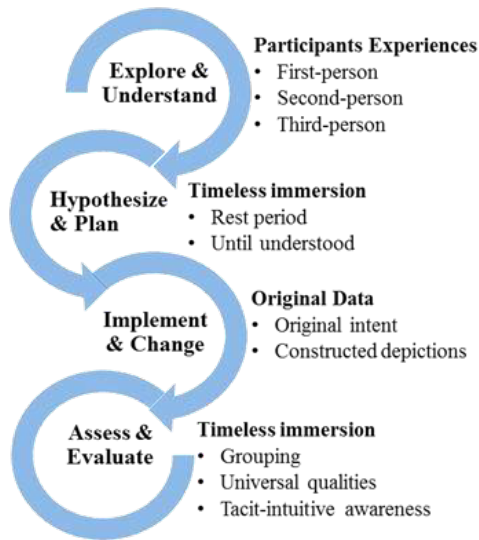 Explore &
Understand
Participants Experiences
• First-person
• Second-person
• Third-person
Hypothesize
& Plan
Timeless immersion
• Rest period
• Until understood
Implement
& Change
Original Data
• Original intent
• Constructed depictions
Assess &
Evaluate
Timeless immersion
• Grouping
• Universal qualities
• Tacit-intuitive awareness